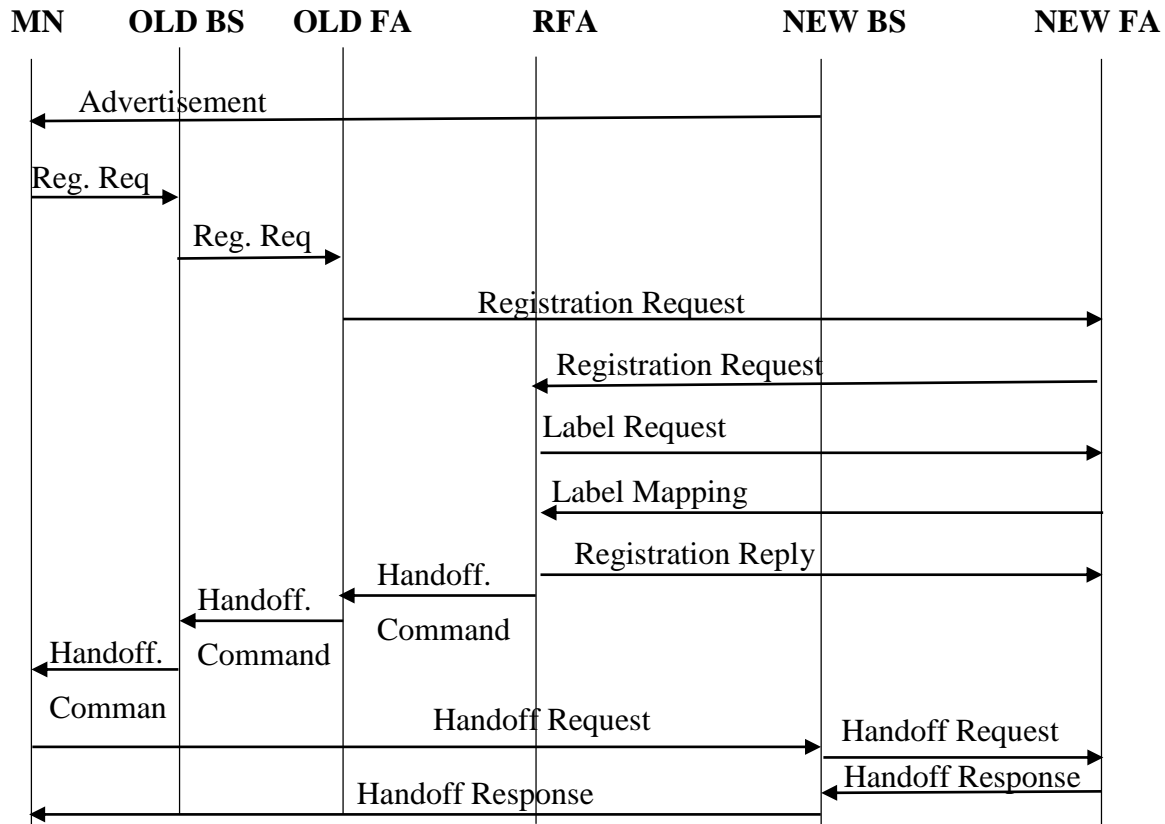 MN OLD BS OLD FA RFA NEW BS NEW FA
Advertisement
Reg. Req
Reg. Req
Registration Request
Registration Request
Label Request
Label Mapping
Registration Reply
Handoff.
Command
Handoff.
Command
Handoff.
Comman
Handoff Request
Handoff Request
Handoff Response
Handoff Response